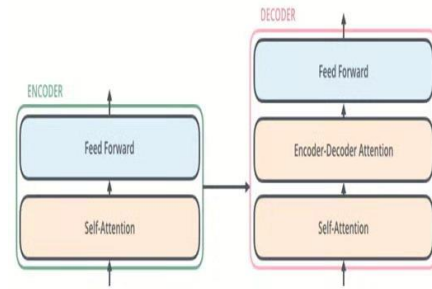 ENCODER
Feed Forward
Self-Attention
DECODER
Feed Forward
Encoder-Decoder Attention
Self-Attention